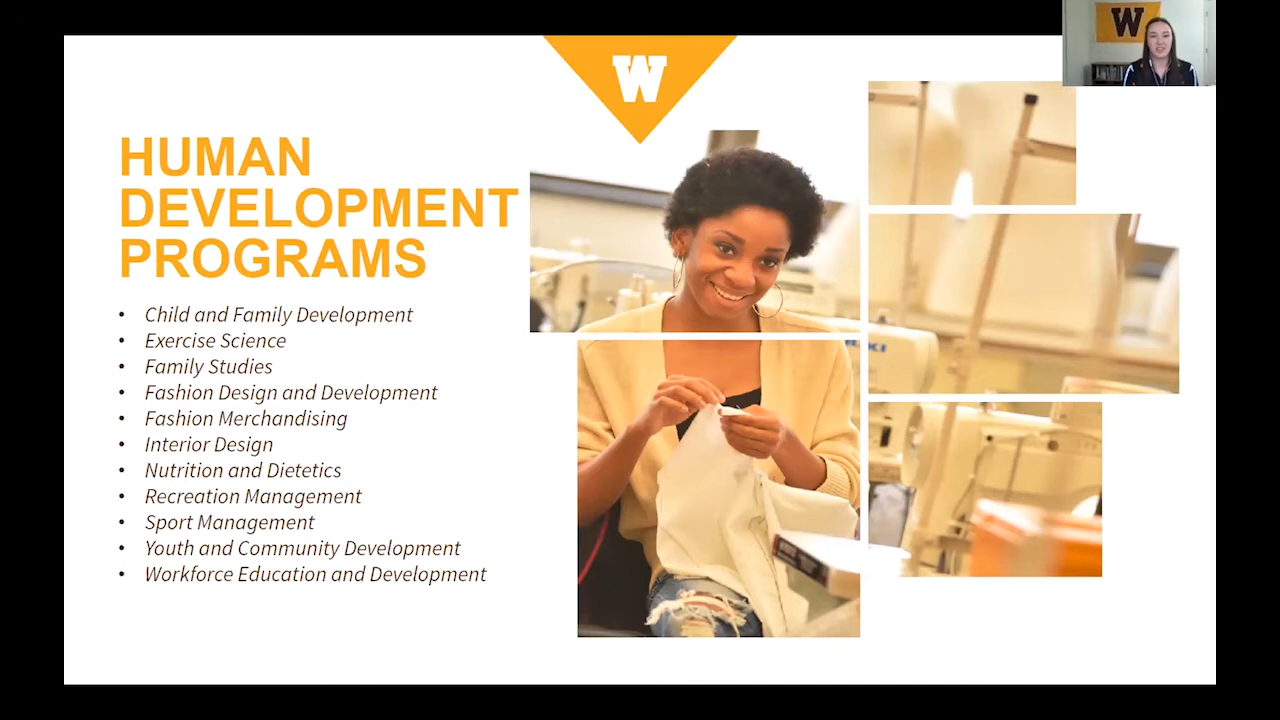 W
W
HUMAN
DEVELOPMENT
PROGRAMS
• Child and Family Development
• Exercise Science
• Family Studies
• Fashion Design and Development
• Fashion Merchandising
• Interior Design
• Nutrition and Dietetics
• Recreation Management
• Sport Management
• Youth and Community Development
• Workforce Education and Development